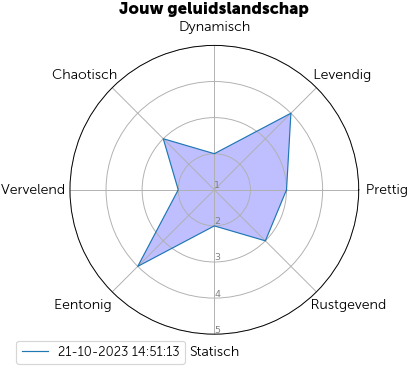 Jouw geluidslandschap
Dynamisch
Chaotisch
Levendig
Vervelend
1
Prettig
2
3
4
5
Eentonig
Rustgevend
21-10-2023 14:51:13
Statisch